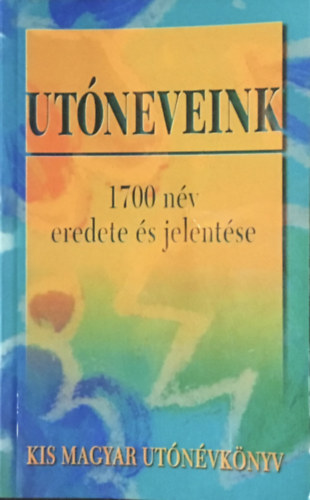 UTÓNEVEINK
1700 név
eredete és jelentése
KIS MAGYAR UTÓNÉVKÖNYV